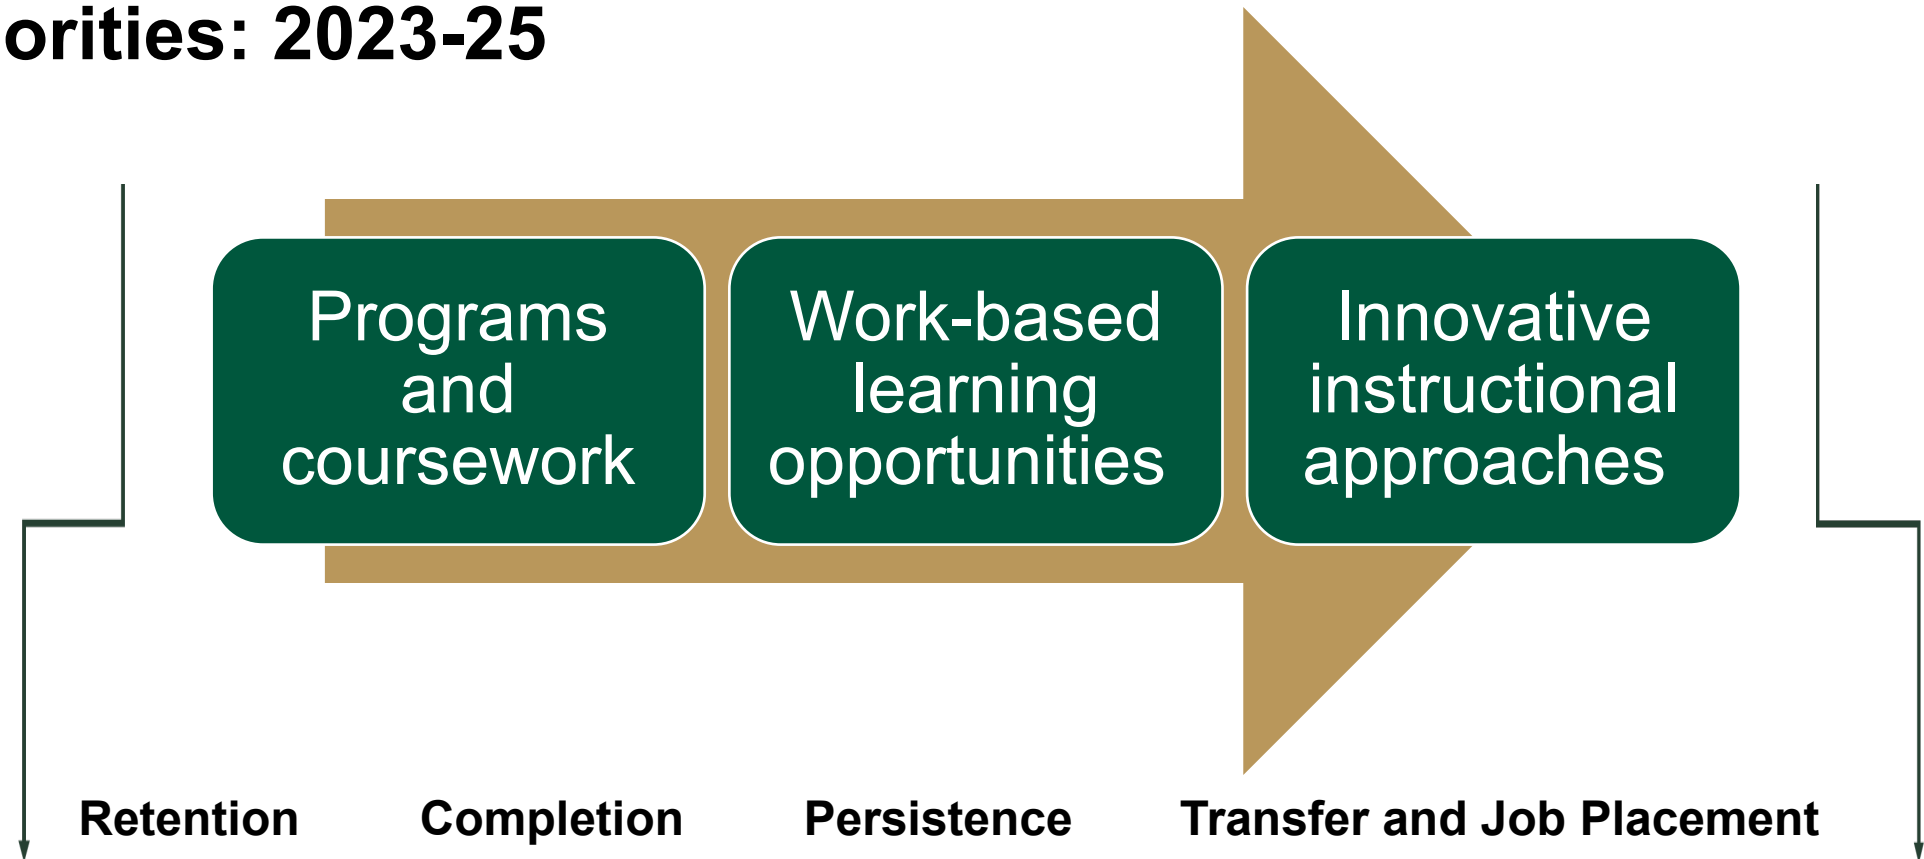 orities: 2023-25
Programs
and
coursework
Work-based
learning
opportunities
Innovative
instructional
approaches
Retention Completion Persistence Transfer and Job Placement